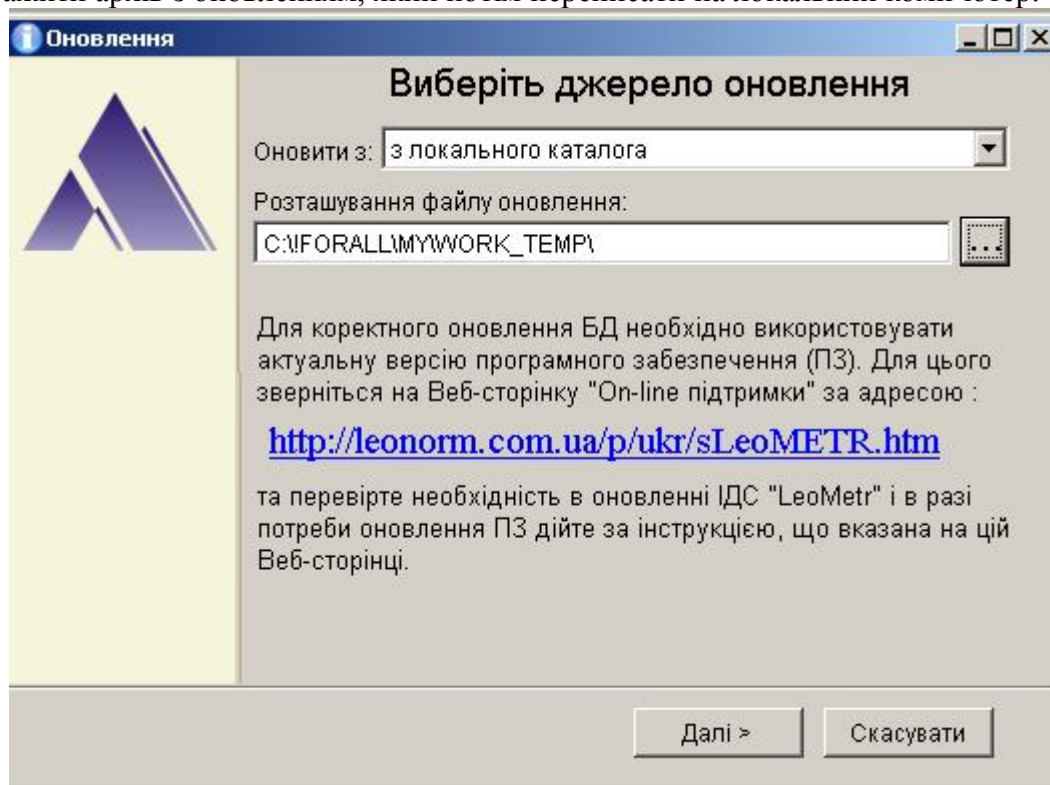 Оновлення
Виберіть джерело оновлення
Оновити з: з локального каталога
Розташування файлу оновлення:
C:\!FORALL\MY\WORK_TEMP\
...
Для коректного оновлення БД необхідно використовувати
актуальну версію програмного забезпечення (ПЗ). Для цього
зверніться на Веб-сторінку "On-line підтримки" за адресою :
http://leonorm.com.ua/p/ukr/sLeoMETR.htm
та перевірте необхідність в оновленні ІДС "LeoMetr" і в разі
потреби оновлення ПЗ дійте за інструкцією, що вказана на цій
Веб-сторінці.
Далі >
Скасувати